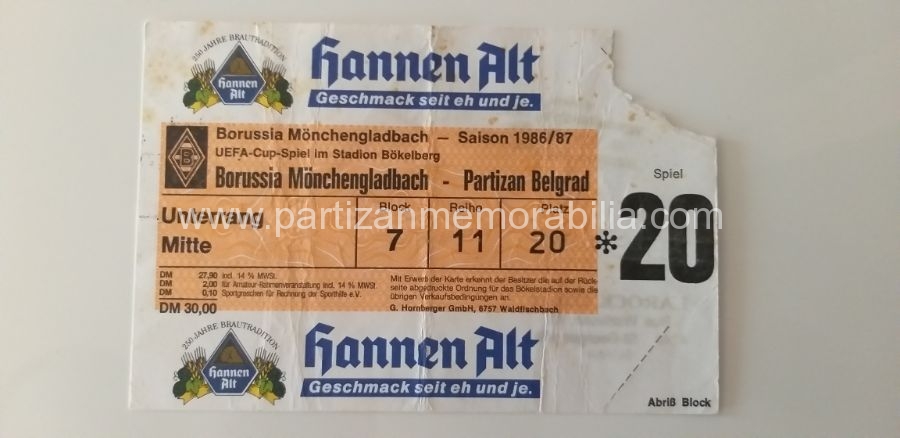 250 JAHRE BRAUTRADITION
Hannen
Alt
Hannen Alt
Geschmack seit eh und je.
B
Borussia Mönchengladbach — Saison 1986/87
UEFA-Cup-Spiel im Stadion Bökelberg
Borussia Mönchengladbach - Partizan Belgrad
Spiel
*20
Unterrang
Mitte
Block Reihe Platz
7 11 20
www.partizanmemorabilia.com
DM 27,90 incl. 14 % MWSt.
DM 2,00 für Amateur-Rahmenveranstaltung incl. 14 % MWSt.
DM 0,10 Sportgroschen für Rechnung der Sporthilfe e.V.
DM 30,00
Mit Erwerb der Karte erkennt der Besitzer die auf der Rück-
seite abgedruckte Ordnung für das Bökelstadion sowie die
übrigen Verkaufsbedingungen an.
G. Hornberger GmbH, 6757 Waldfischbach
250 JAHRE BRAUTRADITION
Hannen
Alt
Hannen Alt
Geschmack seit eh und je.
Abriß Block